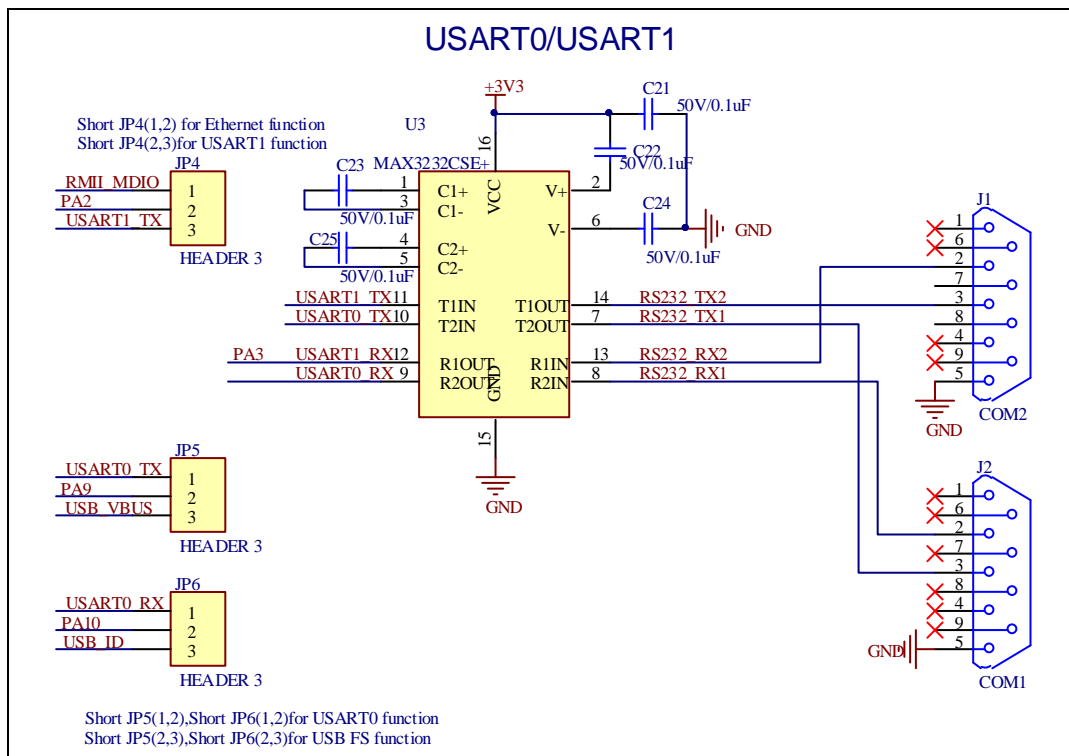 USART0/USART1
+3V3
Short JP4(1,2) for Ethernet function
Short JP4(2,3)for USART1 function
JP4
RMII_MDIO 1
PA2 2
USART1_TX 3
HEADER 3
U3
MAX3232CSE+
C21
50V/0.1uF
C22
50V/0.1uF
C23
50V/0.1uF
C24
50V/0.1uF
C25
50V/0.1uF
16
VCC
1 C1+
3 C1-
4 C2+
5 C2-
V+ 2
V- 6
GND
USART1_TX 11 T1IN
USART0_TX 10 T2IN
PA3 USART1_RX 12 R1OUT
USART0_RX 9 R2OUT
T1OUT 14 RS232_TX2
T2OUT 7 RS232_TX1
R1IN 13 RS232_RX2
R2IN 8 RS232_RX1
GND
15
GND
J1
1
6
2
7
3
8
4
9
5
GND
COM2
JP5
USART0_TX 1
PA9 2
USB_VBUS 3
HEADER 3
JP6
USART0_RX 1
PA10 2
USB_ID 3
HEADER 3
J2
1
6
2
7
3
8
4
9
5
GND
COM1
Short JP5(1,2),Short JP6(1,2)for USART0 function
Short JP5(2,3),Short JP6(2,3)for USB FS function